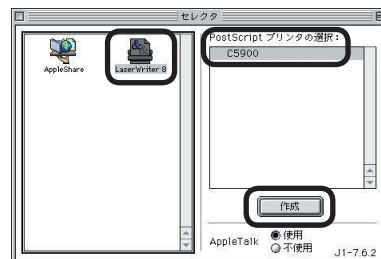 セレクタ
AppleShare
LaserWriter 8
PostScript プリンタの選択：
C5900
作成
AppleTalk
使用
不使用
J1-7.6.2